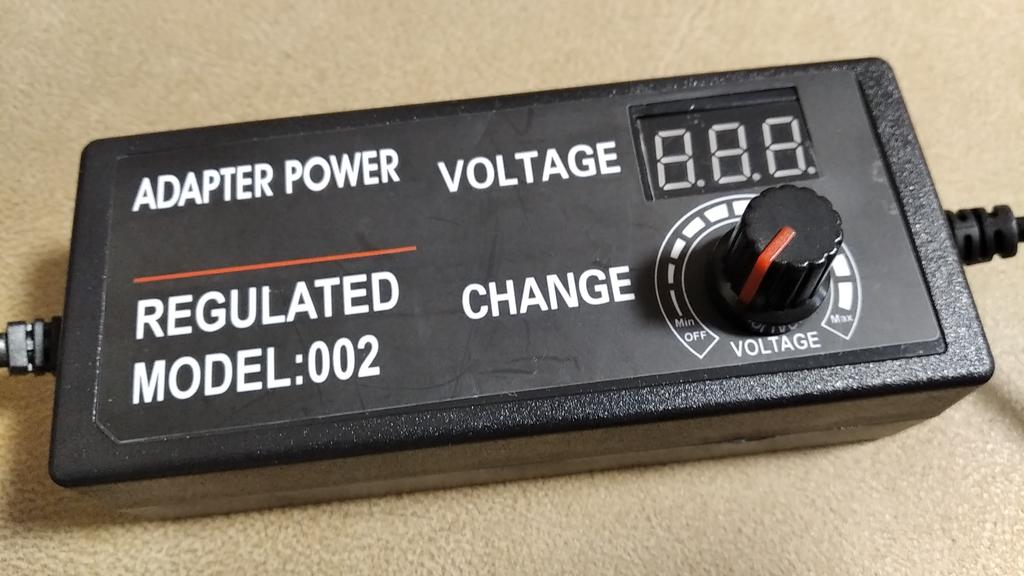 ADAPTER POWER
REGULATED
MODEL:002
VOLTAGE
CHANGE
Min
OFF
Max
VOLTAGE